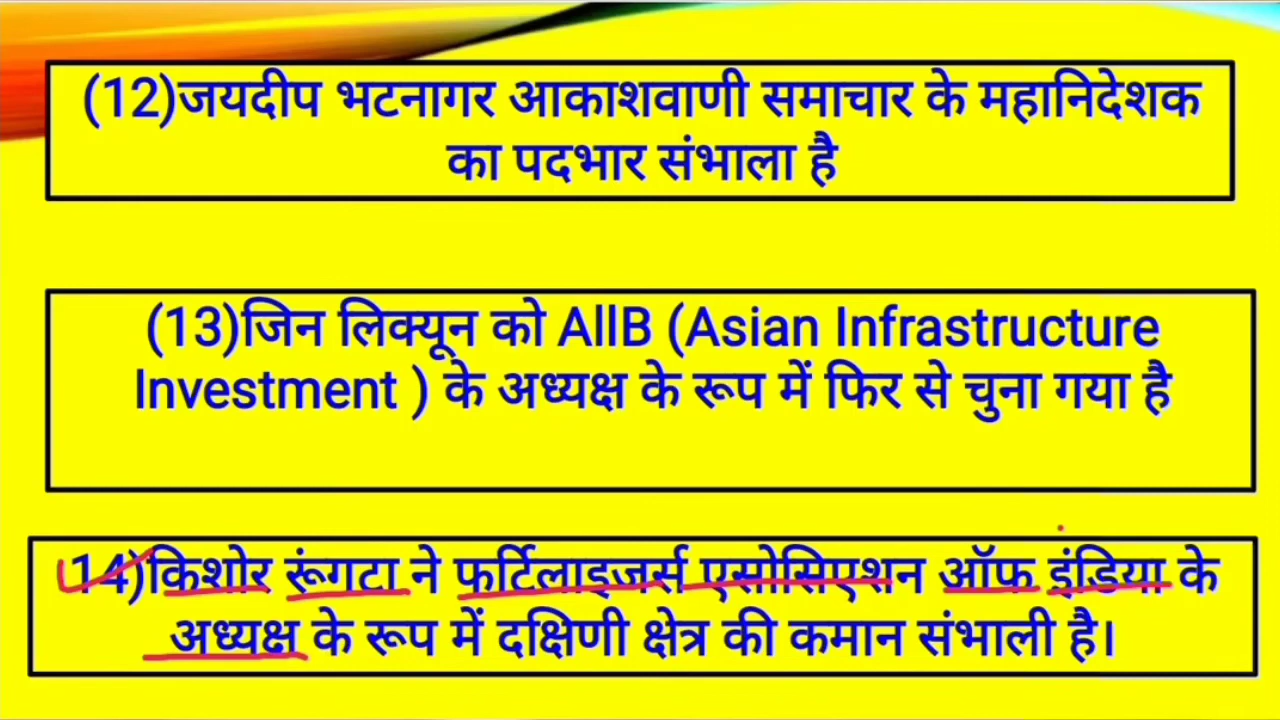 (12)जयदीप भटनागर आकाशवाणी समाचार के महानिदेशक
का पदभार संभाला है
(13)जिन लिक्यून को AllB (Asian Infrastructure
Investment ) के अध्यक्ष के रूप में फिर से चुना गया है
14)किशोर रूंगटा ने फर्टिलाइजर्स एसोसिएशन ऑफ इंडिया के
अध्यक्ष के रूप में दक्षिणी क्षेत्र की कमान संभाली है।